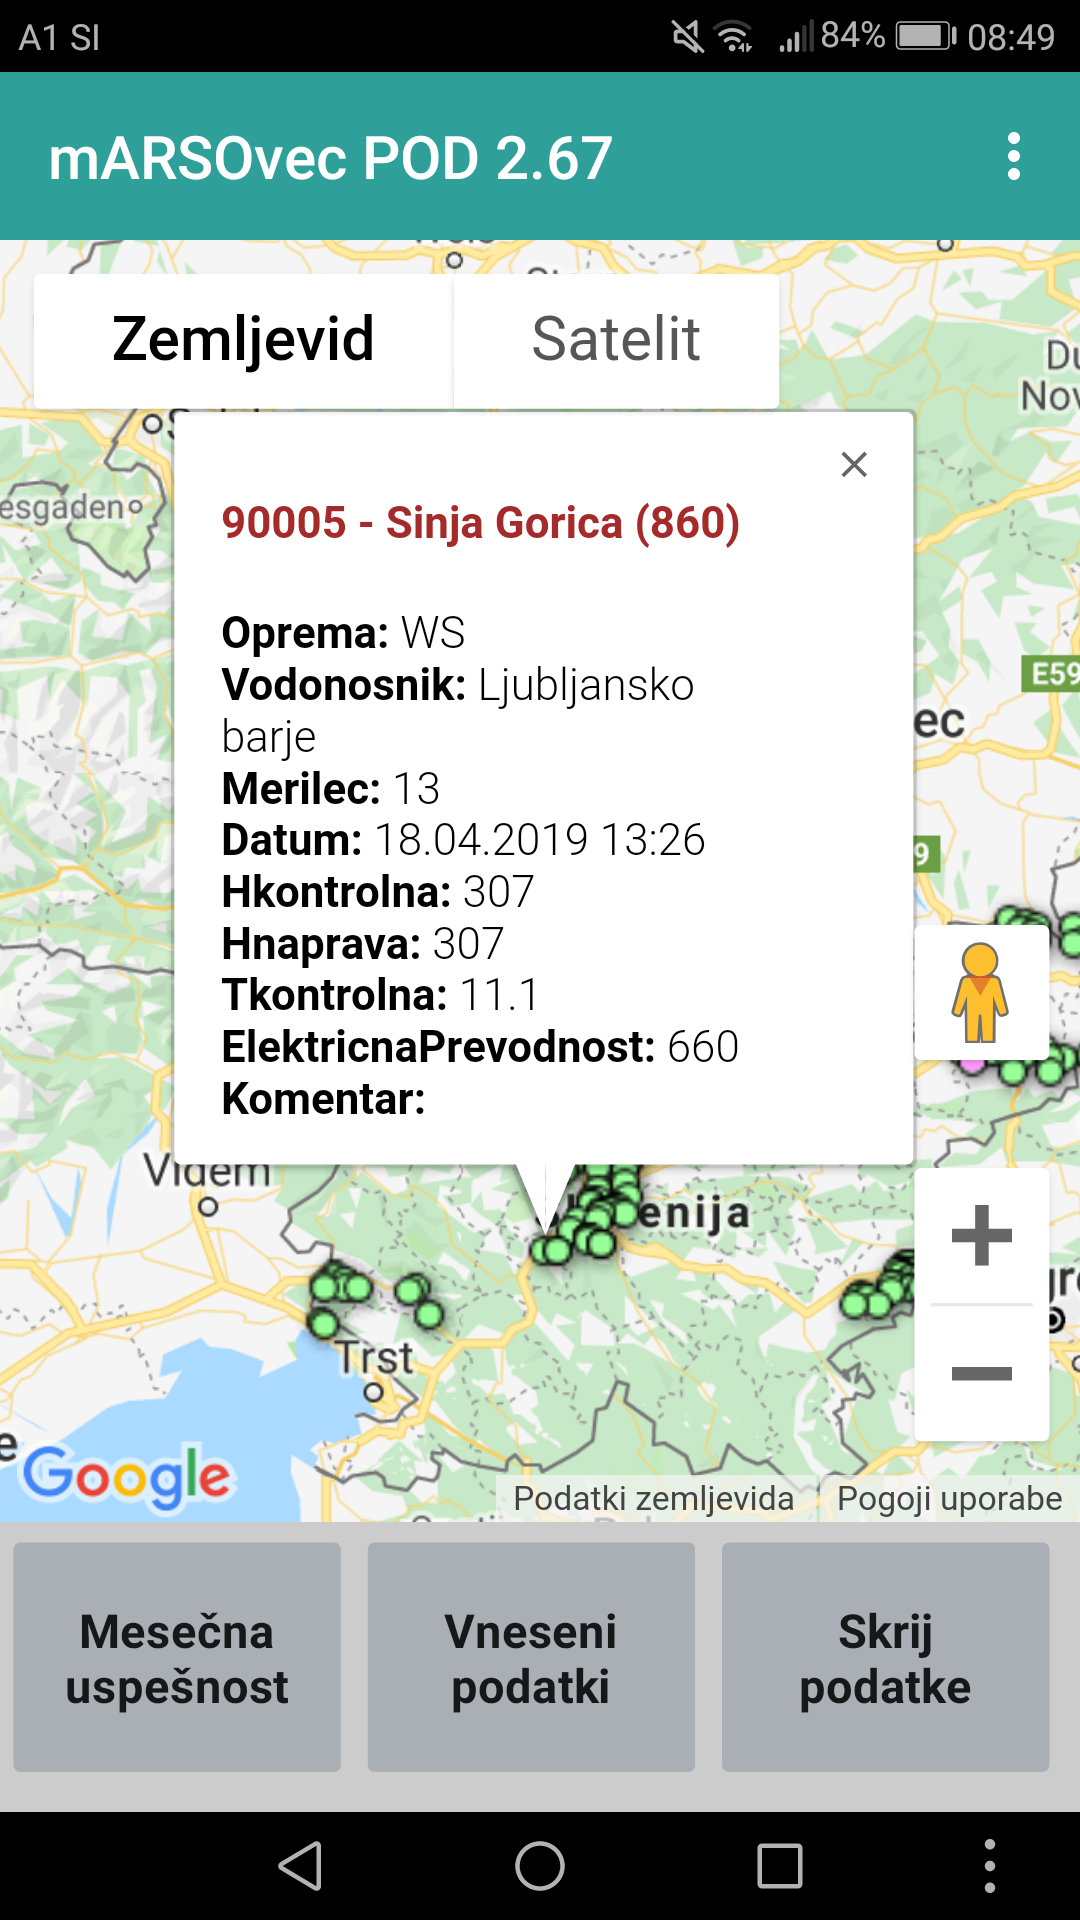 A1 SI 84% 08:49
mARSOvec POD 2.67
Zemljevid Satelit
Du
Nov
esgaden
90005 - Sinja Gorica (860)
Oprema: WS
Vodonosnik: Ljubljansko
barje
Merilec: 13
Datum: 18.04.2019 13:26
Hkontrolna: 307
Hnaprava: 307
Tkontrolna: 11.1
ElektricnaPrevodnost: 660
Komentar:
E59
ec
9
Videm
enija
Trst
Google
Podatki zemljevida
Pogoji uporabe
Mesečna
uspešnost
Vneseni
podatki
Skrij
podatke